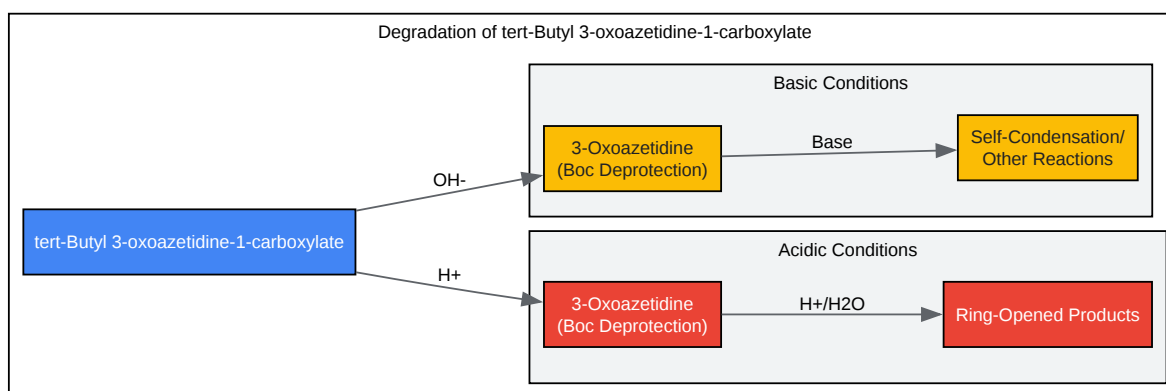 Degradation of tert-Butyl 3-oxoazetidine-1-carboxylate
Basic Conditions
3-Oxoazetidine
(Boc Deprotection)
Base
Self-Condensation/
Other Reactions
OH-
tert-Butyl 3-oxoazetidine-1-carboxylate
H+
Acidic Conditions
3-Oxoazetidine
(Boc Deprotection)
H+/H2O
Ring-Opened Products